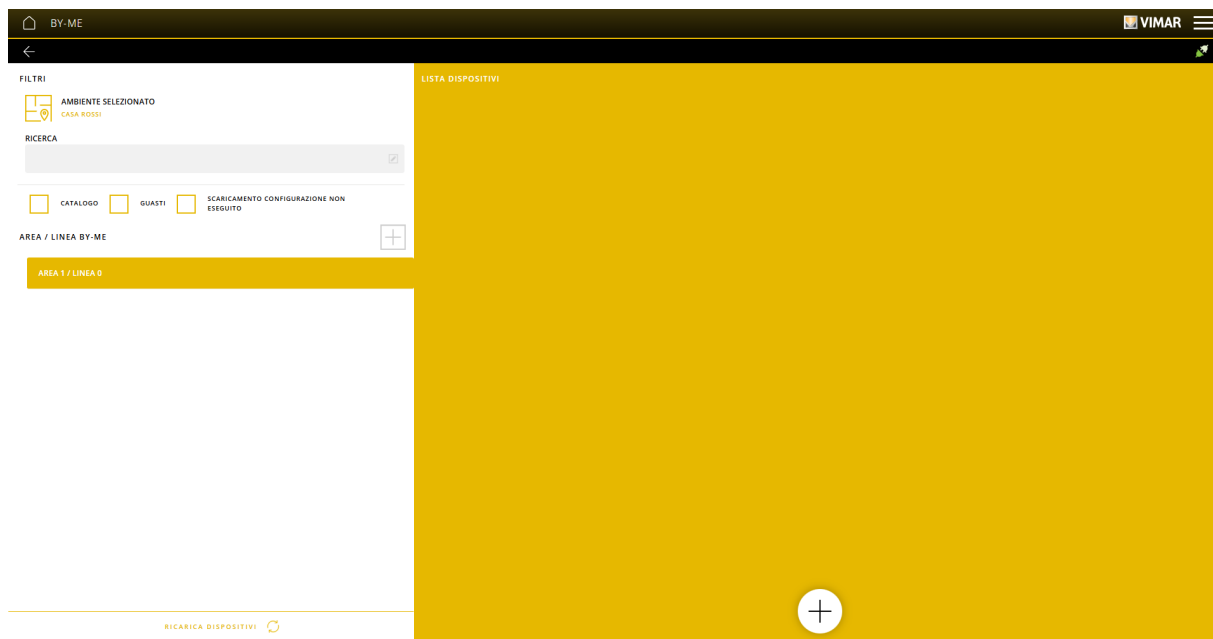 BY-ME
VIMAR
FILTRI
LISTA DISPOSITIVI
AMBIENTE SELEZIONATO
CASA ROSSI
RICERCA
CATALOGO
GUASTI
SCARICAMENTO CONFIGURAZIONE NON
ESEGUITO
AREA / LINEA BY-ME
AREA 1 / LINEA 0
RICARICA DISPOSITIVI